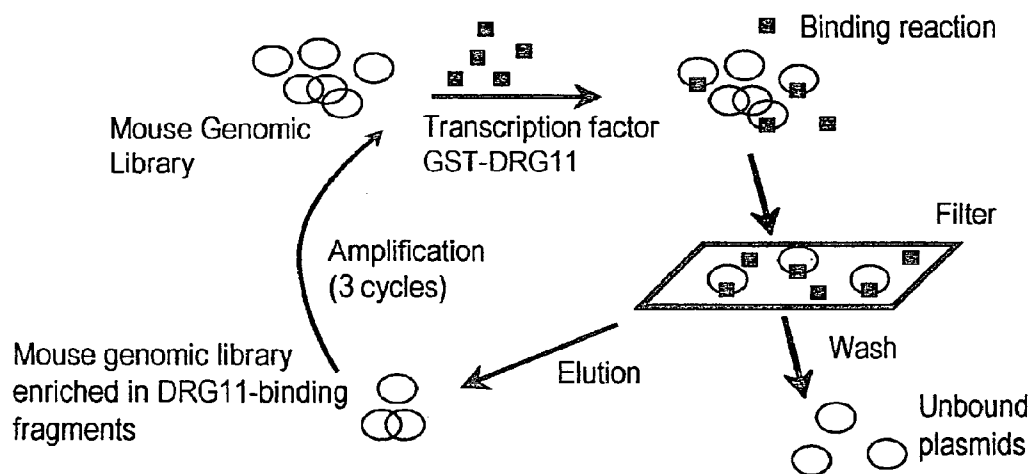 Binding reaction
Mouse Genomic
Library
Transcription factor
GST-DRG11
Filter
Amplification
(3 cycles)
Wash
Elution
Mouse genomic library
enriched in DRG11-binding
fragments
Unbound
plasmids